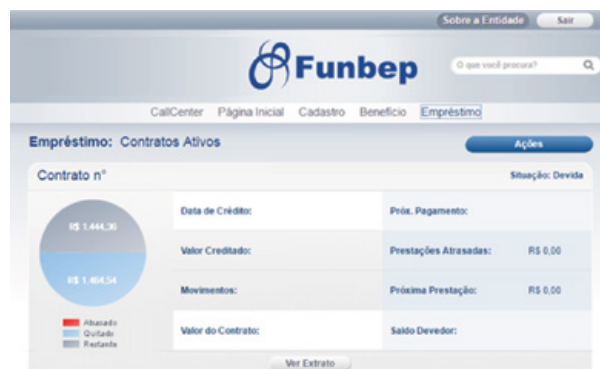 Sobre a Entidade Sair
Funbep
O que você procura?
CallCenter Página Inicial Cadastro Benefício Empréstimo
Empréstimo: Contratos Ativos Ações
Contrato n° Situação: Devida
Data de Crédito: Próx. Pagamento:
R$ 1.444,36
Valor Creditado: Prestações Atrasadas: R$ 0,00
R$ 1.464,54
Movimentos: Próxima Prestação: R$ 0,00
Atrasado
Quitado
Restante
Valor do Contrato: Saldo Devedor:
Ver Extrato